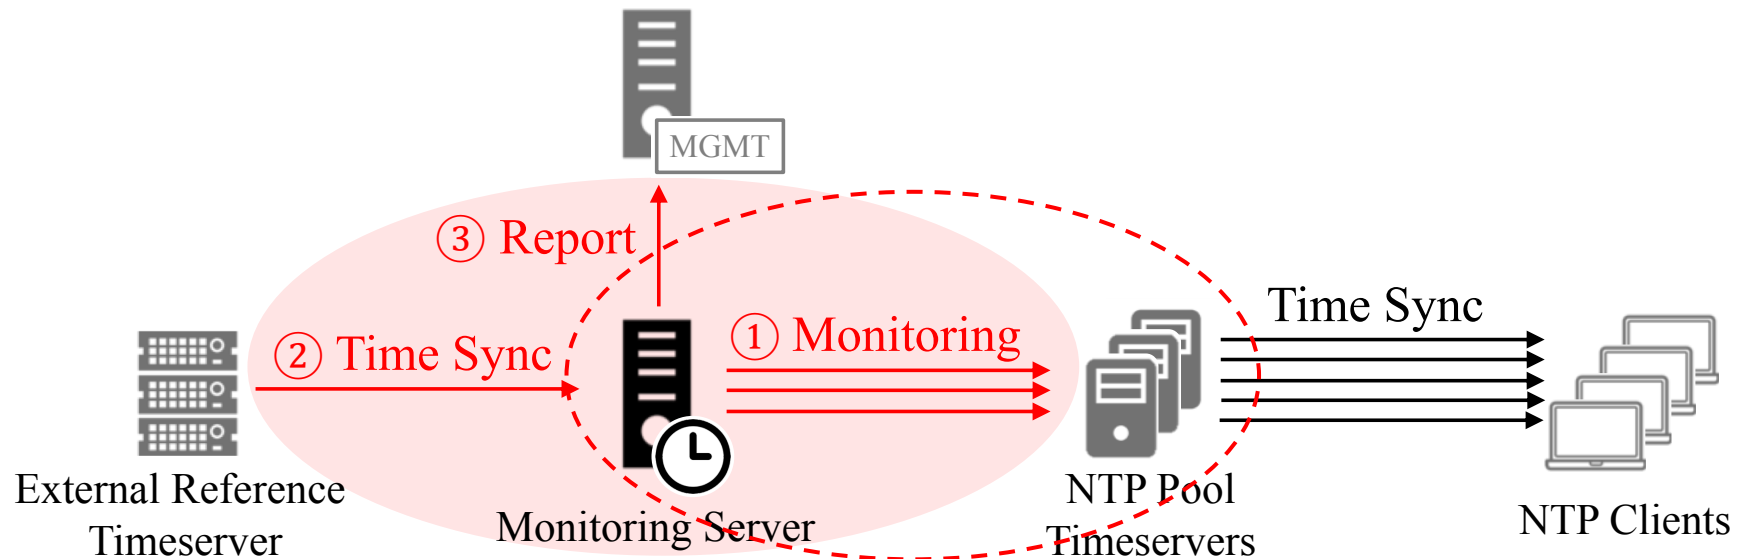 MGMT
③ Report
Time Sync
① Monitoring
② Time Sync
External Reference
Timeserver
Monitoring Server
NTP Pool
Timeservers
NTP Clients